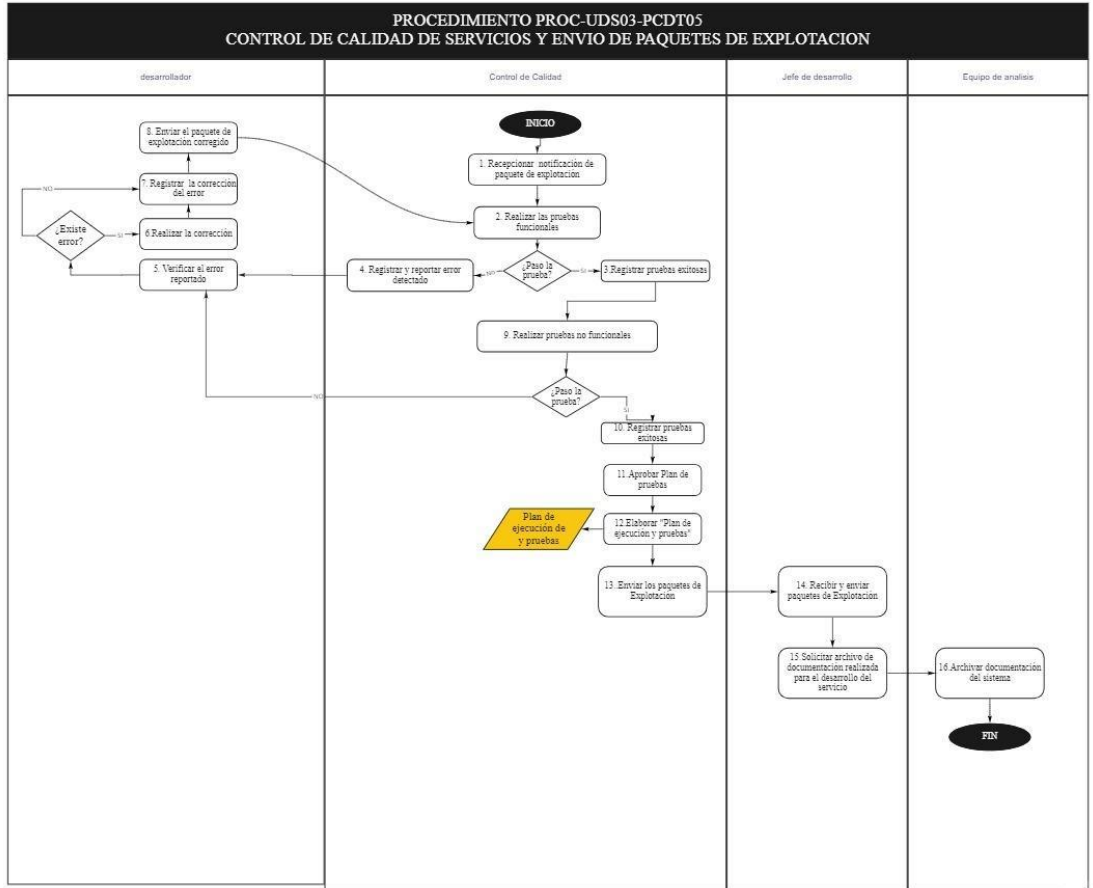 PROCEDIMIENTO PROC-UDS03-PCDT05
CONTROL DE CALIDAD DE SERVICIOS Y ENVIO DE PAQUETES DE EXPLOTACION
desarrollador
Control de Calidad
Jefe de desarrollo
Equipo de analisis
INICIO
1. Recepcionar notificación de
paquete de explotación
2. Realizar las pruebas
funcionales
¿Paso la
prueba?
SI
3.Registrar pruebas exitosas
NO
4. Registrar y reportar error
detectado
5. Verificar el error
reportado
¿Existe
error?
SI
6.Realizar la corrección
NO
7. Registrar la corrección
del error
8. Enviar el paquete de
explotación corregido
9. Realizar pruebas no funcionales
¿Paso la
prueba?
NO
SI
10. Registrar pruebas
exitosas
11.Aprobar Plan de
pruebas
12.Elaborar "Plan de
ejecución y pruebas"
Plan de
ejecución de
y pruebas
13. Enviar los paquetes de
Explotación
14. Recibir y enviar
paquetes de Explotación
15.Solicitar archivo de
documentación realizada
para el desarrollo del
servicio
16.Archivar documentación
del sistema
FIN